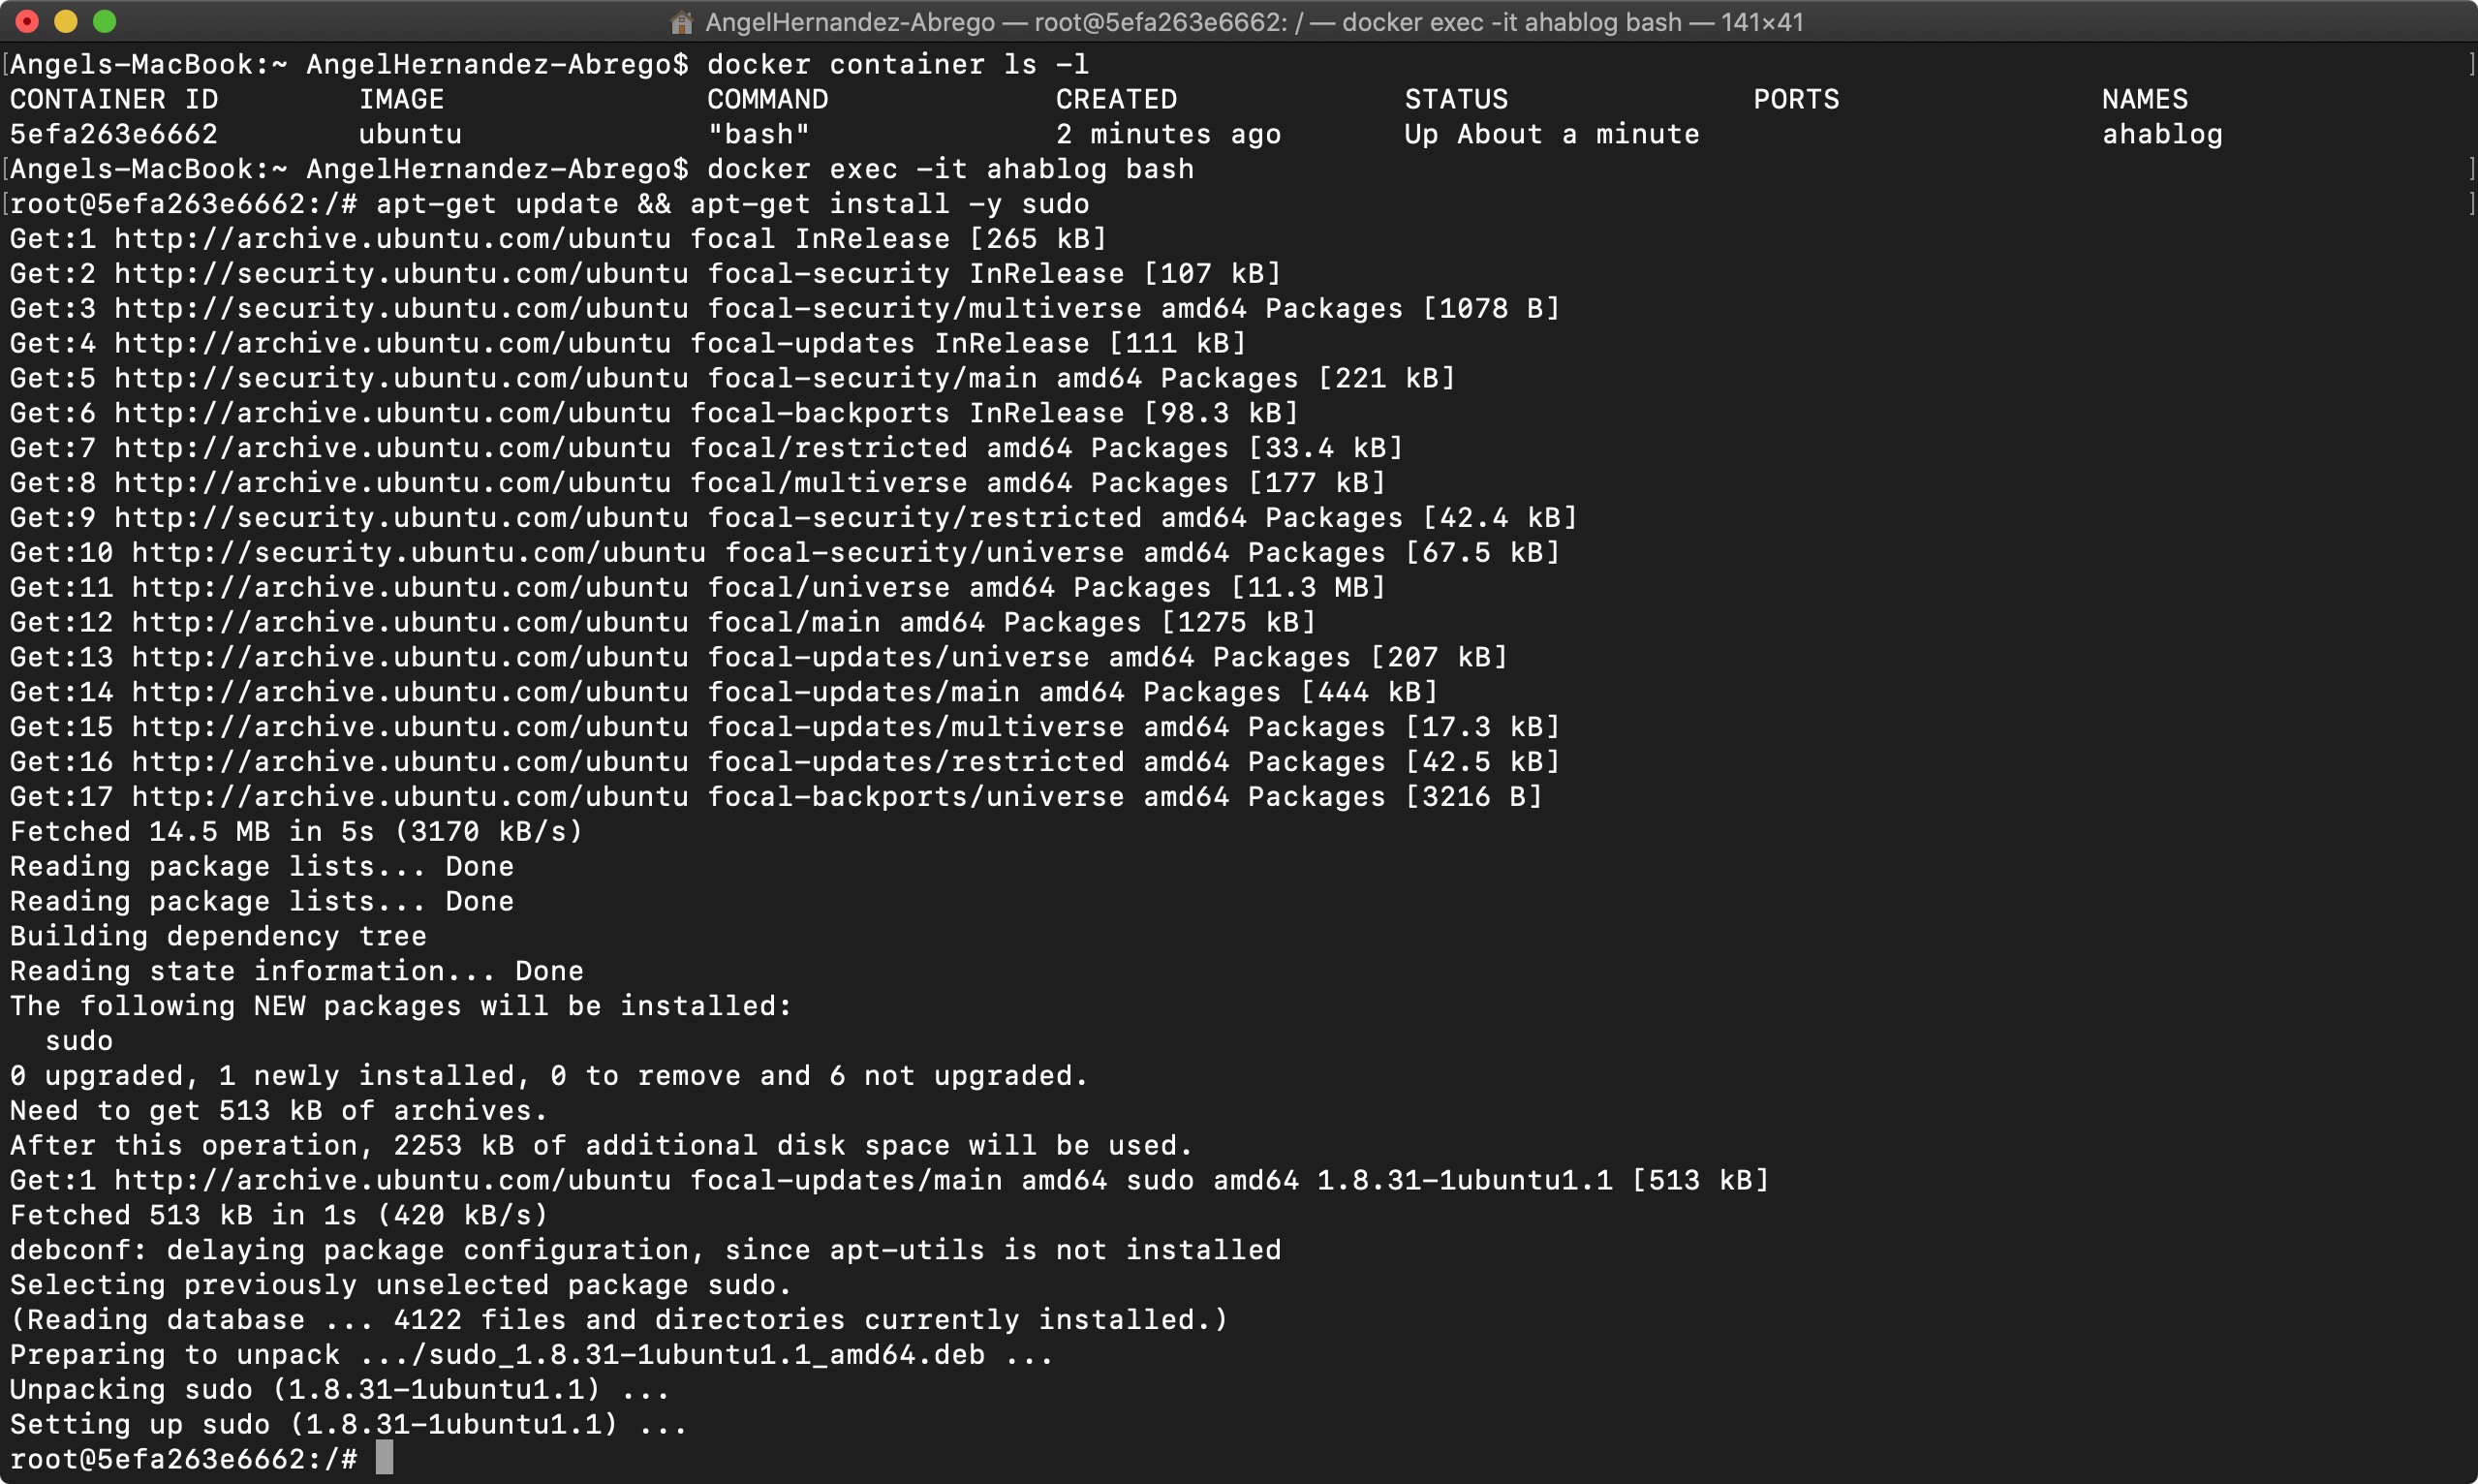 AngelHernandez-Abrego — root@5efa263e6662: / — docker exec -it ahablog bash — 141×41
[Angels-MacBook:~ AngelHernandez-Abrego$ docker container ls -l ]
CONTAINER ID        IMAGE               COMMAND             CREATED             STATUS              PORTS               NAMES
5efa263e6662        ubuntu              "bash"              2 minutes ago       Up About a minute                       ahablog
[Angels-MacBook:~ AngelHernandez-Abrego$ docker exec -it ahablog bash ]
[root@5efa263e6662:/# apt-get update && apt-get install -y sudo ]
Get:1 http://archive.ubuntu.com/ubuntu focal InRelease [265 kB]
Get:2 http://security.ubuntu.com/ubuntu focal-security InRelease [107 kB]
Get:3 http://security.ubuntu.com/ubuntu focal-security/multiverse amd64 Packages [1078 B]
Get:4 http://archive.ubuntu.com/ubuntu focal-updates InRelease [111 kB]
Get:5 http://security.ubuntu.com/ubuntu focal-security/main amd64 Packages [221 kB]
Get:6 http://archive.ubuntu.com/ubuntu focal-backports InRelease [98.3 kB]
Get:7 http://archive.ubuntu.com/ubuntu focal/restricted amd64 Packages [33.4 kB]
Get:8 http://archive.ubuntu.com/ubuntu focal/multiverse amd64 Packages [177 kB]
Get:9 http://security.ubuntu.com/ubuntu focal-security/restricted amd64 Packages [42.4 kB]
Get:10 http://security.ubuntu.com/ubuntu focal-security/universe amd64 Packages [67.5 kB]
Get:11 http://archive.ubuntu.com/ubuntu focal/universe amd64 Packages [11.3 MB]
Get:12 http://archive.ubuntu.com/ubuntu focal/main amd64 Packages [1275 kB]
Get:13 http://archive.ubuntu.com/ubuntu focal-updates/universe amd64 Packages [207 kB]
Get:14 http://archive.ubuntu.com/ubuntu focal-updates/main amd64 Packages [444 kB]
Get:15 http://archive.ubuntu.com/ubuntu focal-updates/multiverse amd64 Packages [17.3 kB]
Get:16 http://archive.ubuntu.com/ubuntu focal-updates/restricted amd64 Packages [42.5 kB]
Get:17 http://archive.ubuntu.com/ubuntu focal-backports/universe amd64 Packages [3216 B]
Fetched 14.5 MB in 5s (3170 kB/s)
Reading package lists... Done
Reading package lists... Done
Building dependency tree
Reading state information... Done
The following NEW packages will be installed:
  sudo
0 upgraded, 1 newly installed, 0 to remove and 6 not upgraded.
Need to get 513 kB of archives.
After this operation, 2253 kB of additional disk space will be used.
Get:1 http://archive.ubuntu.com/ubuntu focal-updates/main amd64 sudo amd64 1.8.31-1ubuntu1.1 [513 kB]
Fetched 513 kB in 1s (420 kB/s)
debconf: delaying package configuration, since apt-utils is not installed
Selecting previously unselected package sudo.
(Reading database ... 4122 files and directories currently installed.)
Preparing to unpack .../sudo_1.8.31-1ubuntu1.1_amd64.deb ...
Unpacking sudo (1.8.31-1ubuntu1.1) ...
Setting up sudo (1.8.31-1ubuntu1.1) ...
root@5efa263e6662:/#